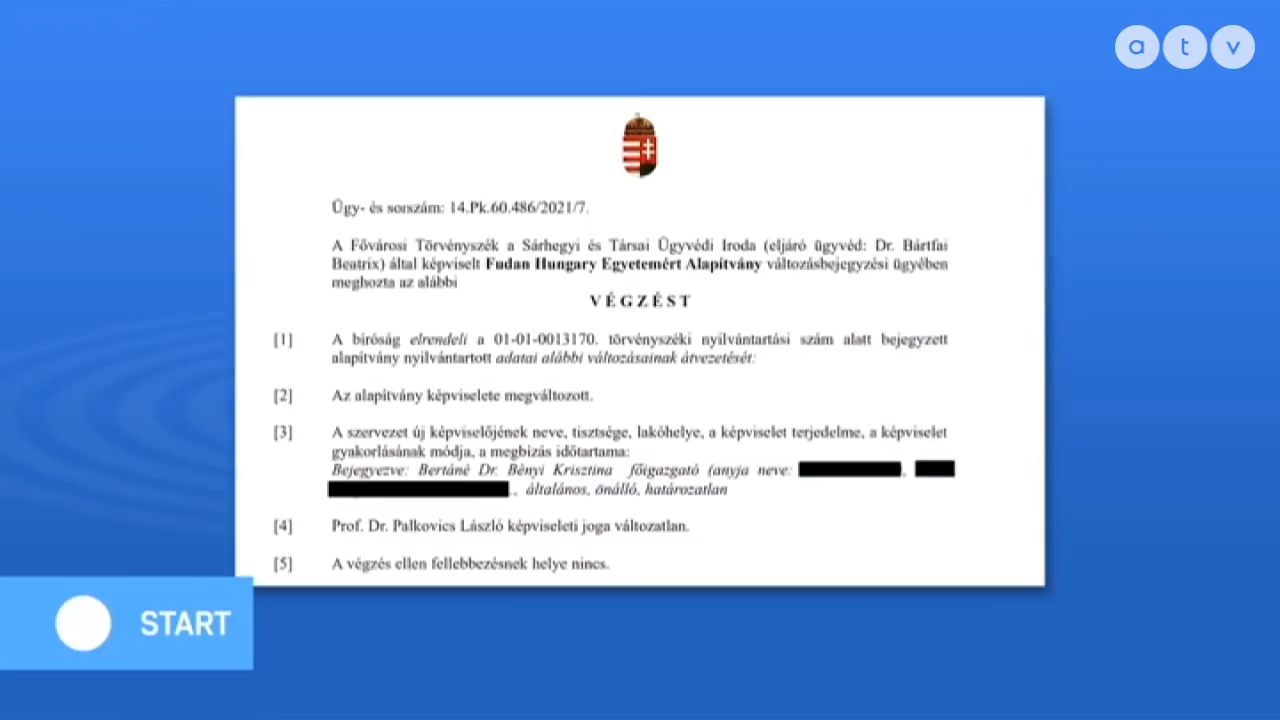 a t v
Ügy- és sorszám: 14.Pk.60.486/2021/7.
A Fővárosi Törvényszék a Sárhegyi és Társai Ügyvédi Iroda (eljáró ügyvéd: Dr. Bártfai
Beatrix) által képviselt Fudan Hungary Egyetemért Alapítvány változásbejegyzési ügyében
meghozta az alábbi
VÉGZÉST
[1] A bíróság elrendeli a 01-01-0013170. törvényszéki nyilvántartási szám alatt bejegyzett
alapítvány nyilvántartott adatai alábbi változásainak átvezetését:
[2] Az alapítvány képviselete megváltozott.
[3] A szervezet új képviselőjének neve, tisztsége, lakóhelye, a képviselet terjedelme, a képviselet
gyakorlásának módja, a megbízás időtartama:
Bejegyezve: Bertáné Dr. Bényi Krisztina főigazgató (anyja neve: ,
., általános, önálló, határozatlan
[4] Prof. Dr. Palkovics László képviseleti joga változatlan.
[5] A végzés ellen fellebbezésnek helye nincs.
START